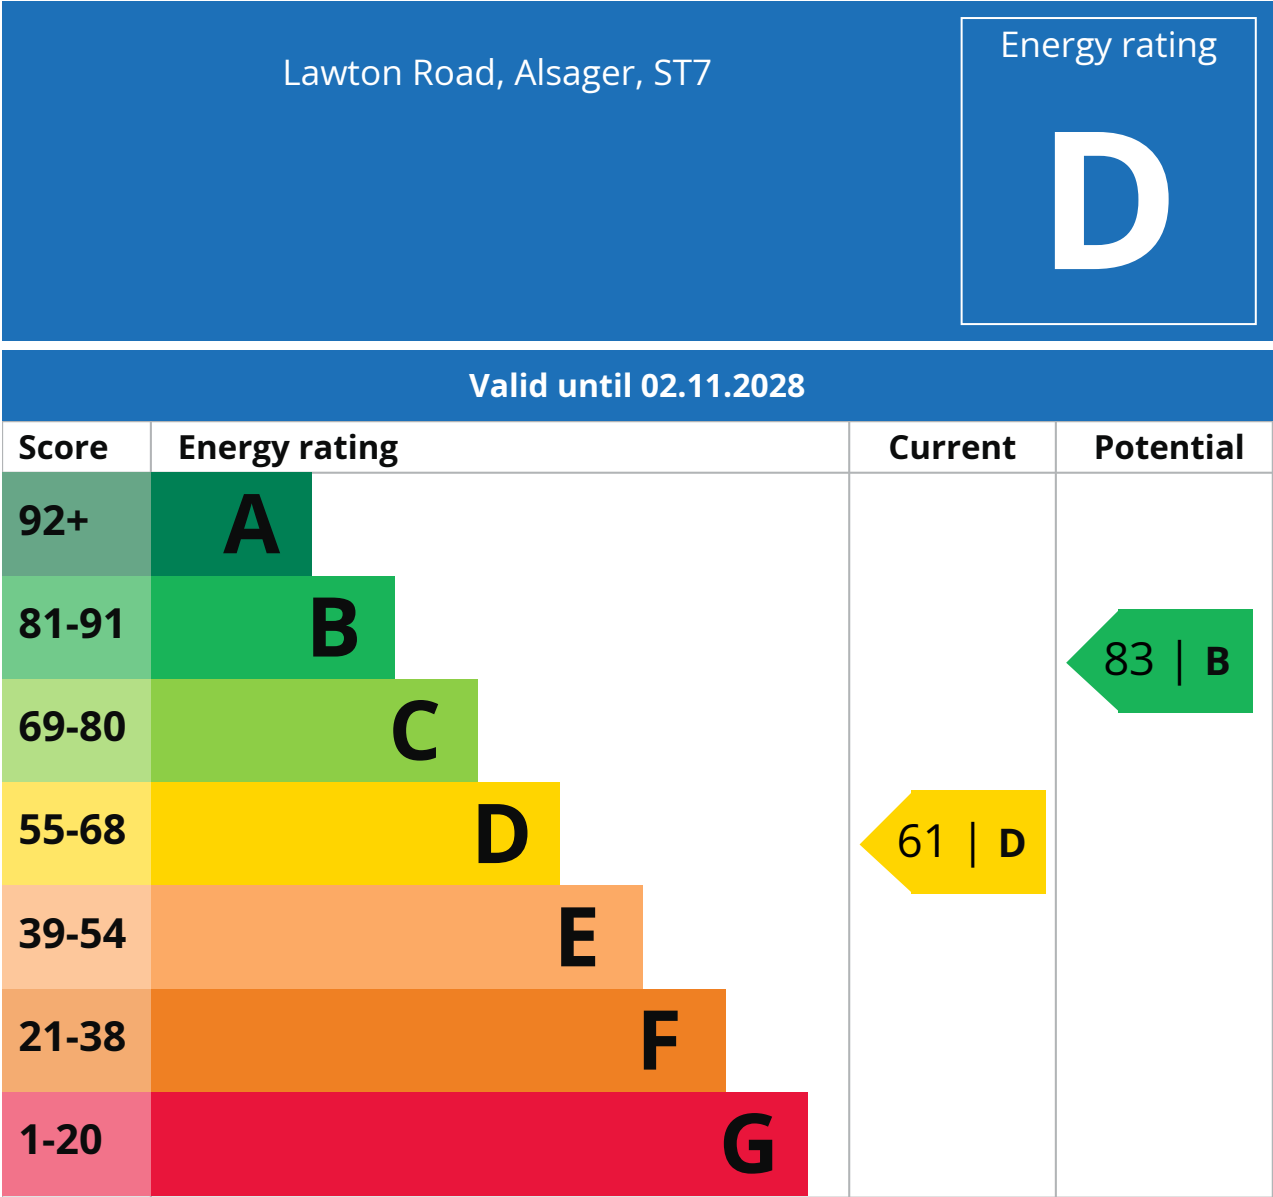 Lawton Road, Alsager, ST7
Energy rating
D
Valid until 02.11.2028
Score Energy rating Current Potential
92+ A
81-91 B
83 | B
69-80 C
55-68 D
61 | D
39-54 E
21-38 F
1-20 G